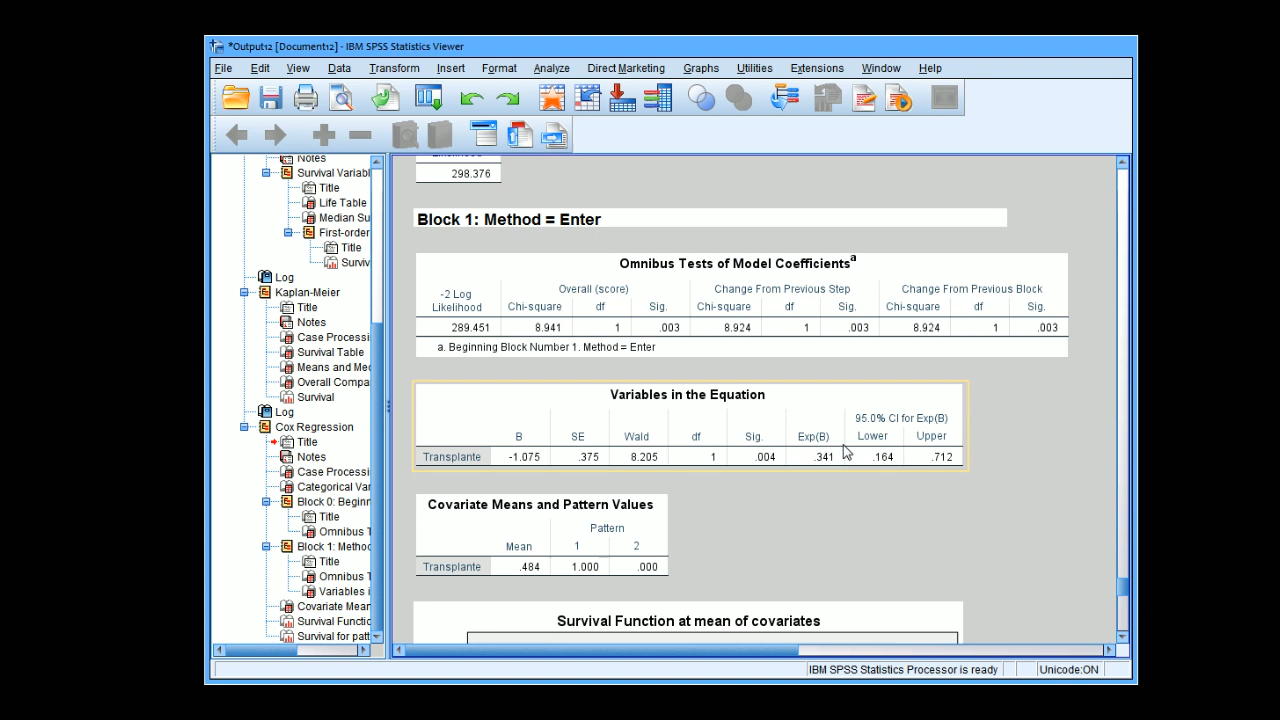 *Output12 [Document12] - IBM SPSS Statistics Viewer
File Edit View Data Transform Insert Format Analyze Direct Marketing Graphs Utilities Extensions Window Help
Notes
Survival Variabl
Title
Life Table
Median Su
First-order
Title
Surviv
Log
Kaplan-Meier
Title
Notes
Case Processi
Survival Table
Means and Med
Overall Compa
Survival
Log
Cox Regression
Title
Notes
Case Processi
Categorical Var
Block 0: Beginn
Title
Omnibus T
Block 1: Method
Title
Omnibus T
Variables i
Covariate Mean
Survival Functio
Survival for patt
Likelihood
298.376
Block 1: Method = Enter
Omnibus Tests of Model Coefficientsa
-2 Log Likelihood Overall (score) Change From Previous Step Change From Previous Block
Chi-square df Sig. Chi-square df Sig. Chi-square df Sig.
289.451 8.941 1 .003 8.924 1 .003 8.924 1 .003
a. Beginning Block Number 1. Method = Enter
Variables in the Equation
95.0% CI for Exp(B)
B SE Wald df Sig. Exp(B) Lower Upper
Transplante -1.075 .375 8.205 1 .004 .341 .164 .712
Covariate Means and Pattern Values
Pattern
Mean 1 2
Transplante .484 1.000 .000
Survival Function at mean of covariates
IBM SPSS Statistics Processor is ready Unicode:ON